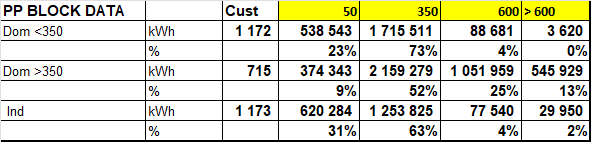 PP BLOCK DATA Cust 50 350 600 > 600
Dom <350 kWh 1 172 538 543 1 715 511 88 681 3 620
% 23% 73% 4% 0%
Dom >350 kWh 715 374 343 2 159 279 1 051 959 545 929
% 9% 52% 25% 13%
Ind kWh 1 173 620 284 1 253 825 77 540 29 950
% 31% 63% 4% 2%